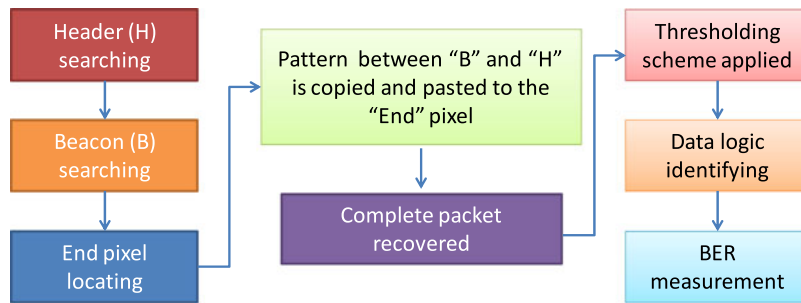 Header (H)
searching
Beacon (B)
searching
End pixel
locating
Pattern between “B” and “H”
is copied and pasted to the
“End” pixel
Complete packet
recovered
Thresholding
scheme applied
Data logic
identifying
BER
measurement